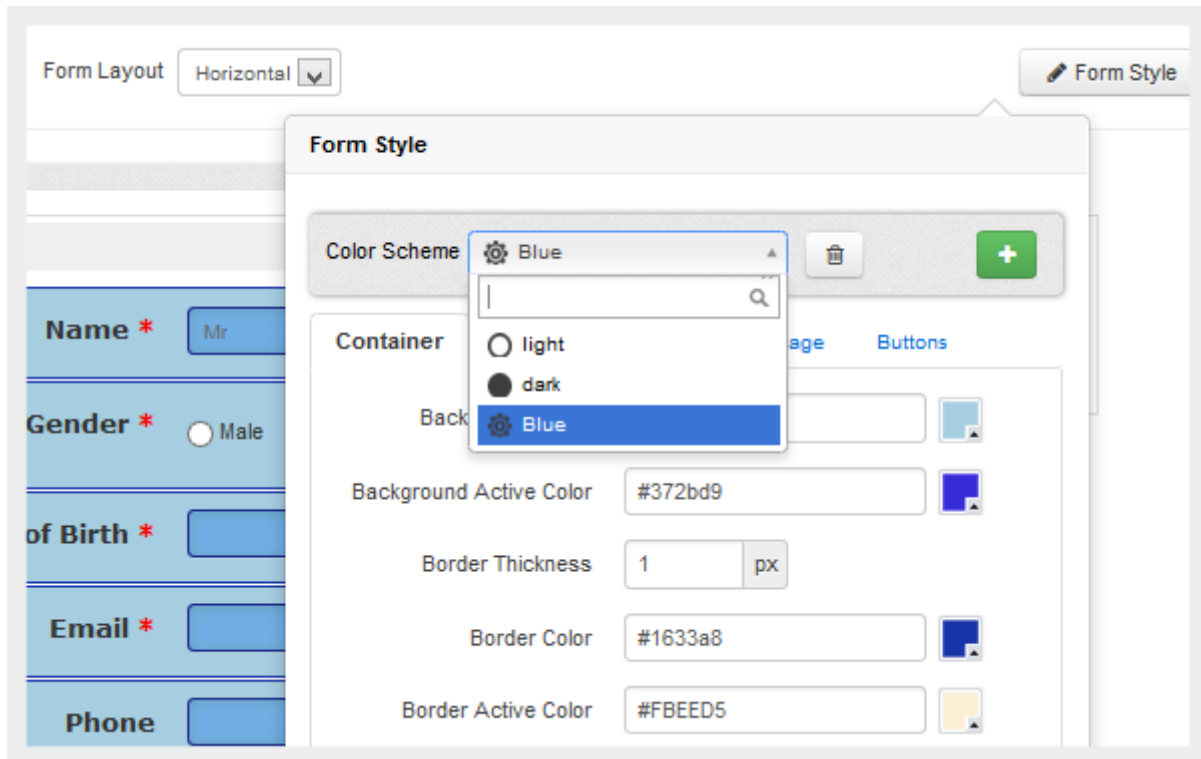 Form Layout Horizontal Form Style
Form Style
Color Scheme Blue
light
dark
Blue
Container age Buttons
Back
Background Active Color #372bd9
Border Thickness 1 px
Border Color #1633a8
Border Active Color #FBEED5
Name * Mr
Gender * Male
of Birth *
Email *
Phone